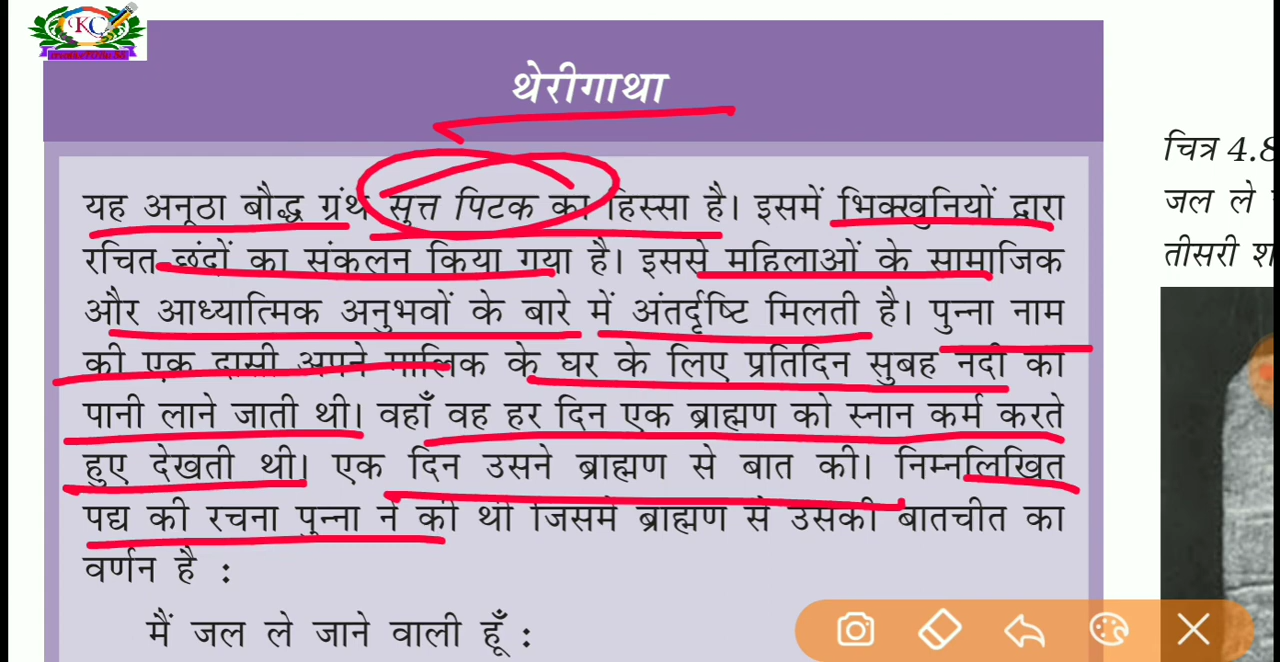 KC
थेरीगाथा
यह अनूठा बौद्ध ग्रंथ सुत्त पिटक का हिस्सा है। इसमें भिक्खुनियों द्वारा
रचित छंदों का संकलन किया गया है। इससे महिलाओं के सामाजिक
और आध्यात्मिक अनुभवों के बारे में अंतर्दृष्टि मिलती है। पुन्ना नाम
की एक दासी अपने मालिक के घर के लिए प्रतिदिन सुबह नदी का
पानी लाने जाती थी। वहाँ वह हर दिन एक ब्राह्मण को स्नान कर्म करते
हुए देखती थी। एक दिन उसने ब्राह्मण से बात की। निम्नलिखित
पद्य की रचना पुन्ना ने की थी जिसमें ब्राह्मण से उसकी बातचीत का
वर्णन है :
मैं जल ले जाने वाली हूँ :
चित्र 4.8
जल ले
तीसरी श